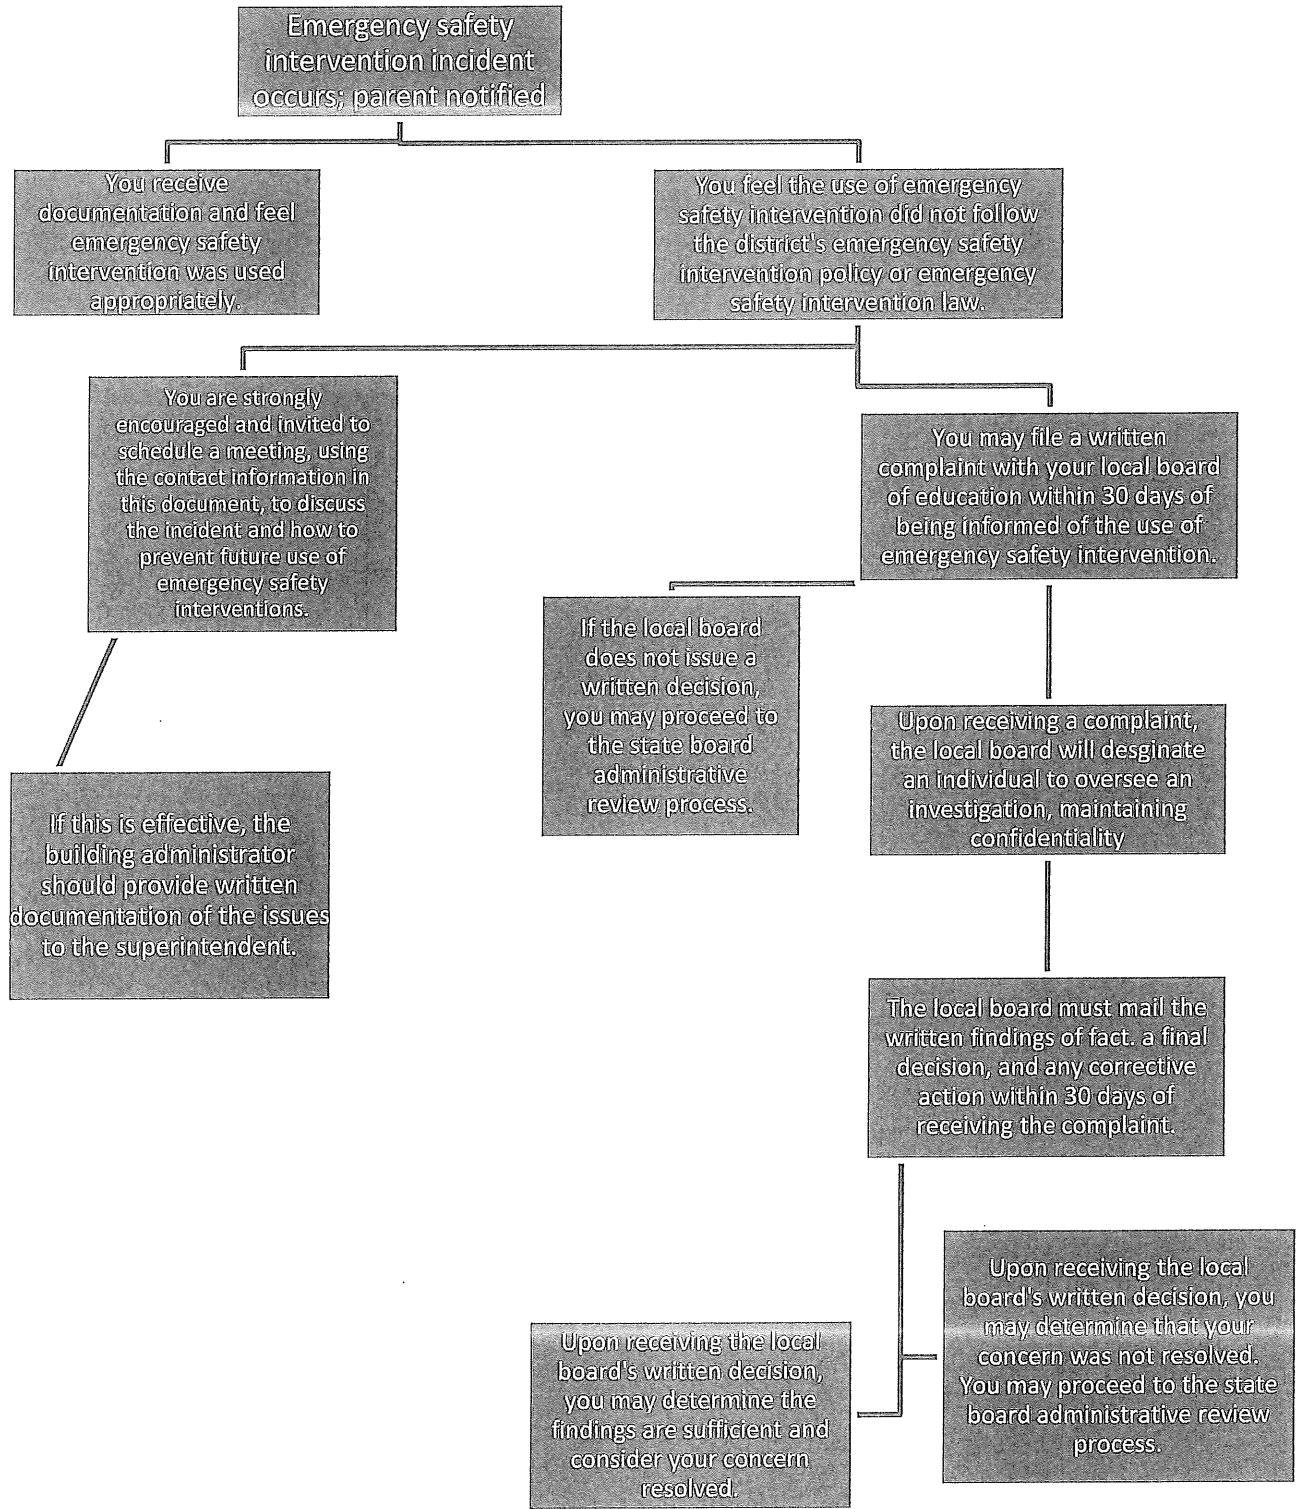 Emergency safety
intervention incident
occurs; parent notified
You receive
documentation and feel
emergency safety
intervention was used
appropriately.
You feel the use of emergency
safety intervention did not follow
the district's emergency safety
intervention policy or emergency
safety intervention law.
You are strongly
encouraged and invited to
schedule a meeting, using
the contact information in
this document, to discuss
the incident and how to
prevent future use of
emergency safety
interventions.
If this is effective, the
building administrator
should provide written
documentation of the issues
to the superintendent.
You may file a written
complaint with your local board
of education within 30 days of
being informed of the use of
emergency safety intervention.
If the local board
does not issue a
written decision,
you may proceed to
the state board
administrative
review process.
Upon receiving a complaint,
the local board will desginate
an individual to oversee an
investigation, maintaining
confidentiality
The local board must mail the
written findings of fact. a final
decision, and any corrective
action within 30 days of
receiving the complaint.
Upon receiving the local
board's written decision,
you may determine the
findings are sufficient and
consider your concern
resolved.
Upon receiving the local
board's written decision, you
may determine that your
concern was not resolved.
You may proceed to the state
board administrative review
process.